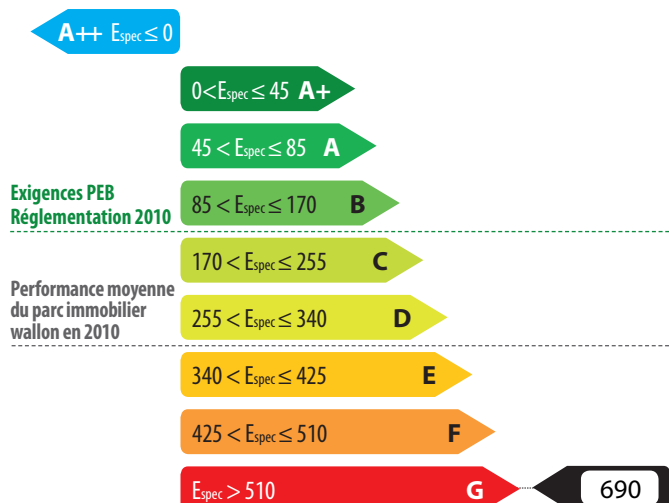 A++ Espec ≤ 0
0<Espec ≤ 45 A+
45 < Espec ≤ 85 A
Exigences PEB
Réglementation 2010
85 < Espec ≤ 170 B
170 < Espec ≤ 255 C
Performance moyenne
du parc immobilier
wallon en 2010
255 < Espec ≤ 340 D
340 < Espec ≤ 425 E
425 < Espec ≤ 510 F
Espec > 510 G
690